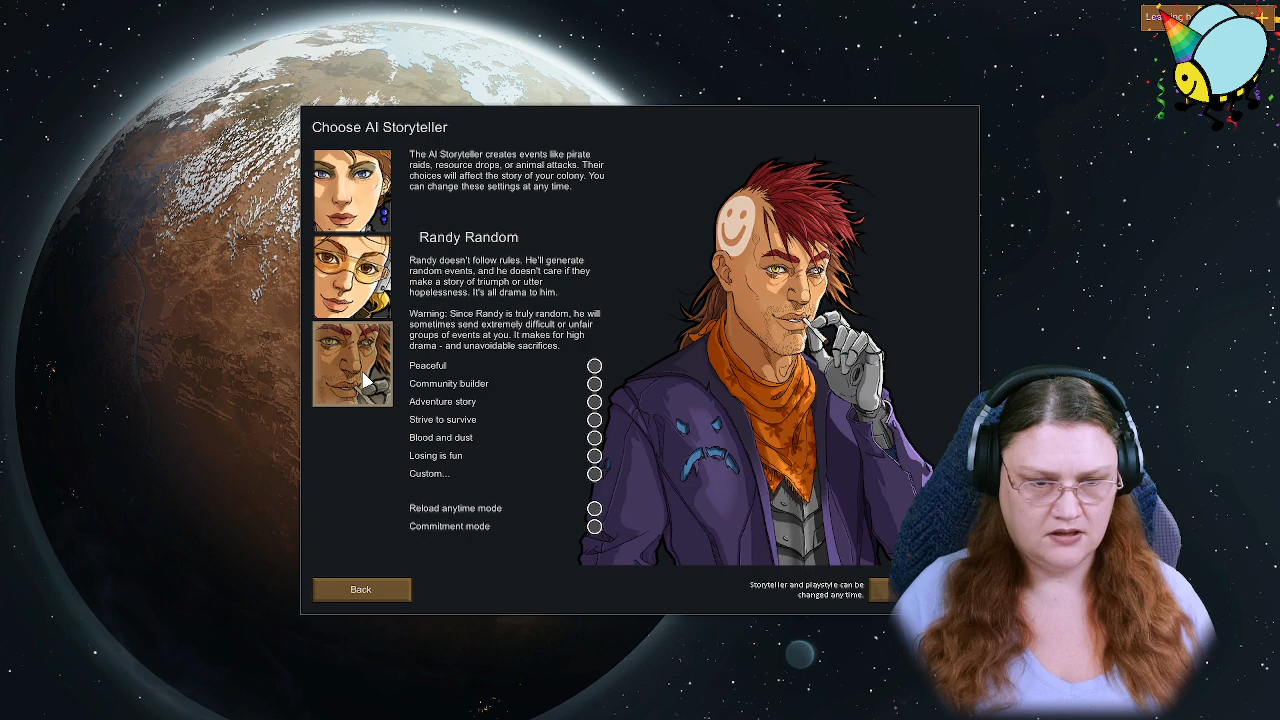 Choose AI Storyteller
The AI Storyteller creates events like pirate
raids, resource drops, or animal attacks. Their
choices will affect the story of your colony. You
can change these settings at any time.
Randy Random
Randy doesn't follow rules. He'll generate
random events, and he doesn't care if they
make a story of triumph or utter
hopelessness. It's all drama to him.
Warning: Since Randy is truly random, he will
sometimes send extremely difficult or unfair
groups of events at you. It makes for high
drama - and unavoidable sacrifices.
Peaceful
Community builder
Adventure story
Strive to survive
Blood and dust
Losing is fun
Custom...
Reload anytime mode
Commitment mode
Back
Storyteller and playstyle can be
changed any time.